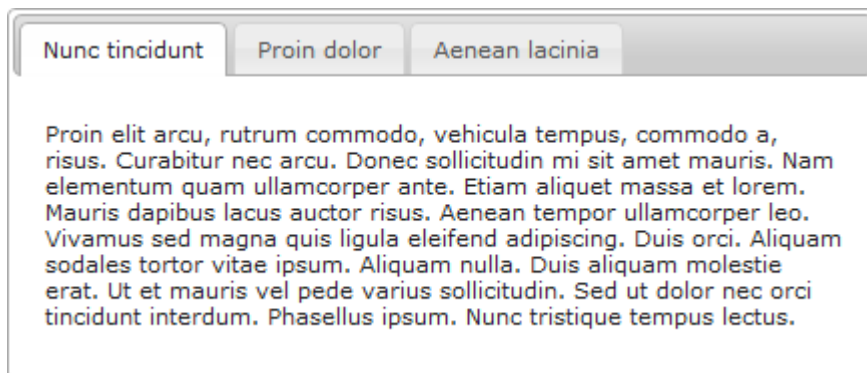 Nunc tincidunt Proin dolor Aenean lacinia
Proin elit arcu, rutrum commodo, vehicula tempus, commodo a,
risus. Curabitur nec arcu. Donec sollicitudin mi sit amet mauris. Nam
elementum quam ullamcorper ante. Etiam aliquet massa et lorem.
Mauris dapibus lacus auctor risus. Aenean tempor ullamcorper leo.
Vivamus sed magna quis ligula eleifend adipiscing. Duis orci. Aliquam
sodales tortor vitae ipsum. Aliquam nulla. Duis aliquam molestie
erat. Ut et mauris vel pede varius sollicitudin. Sed ut dolor nec orci
tincidunt interdum. Phasellus ipsum. Nunc tristique tempus lectus.